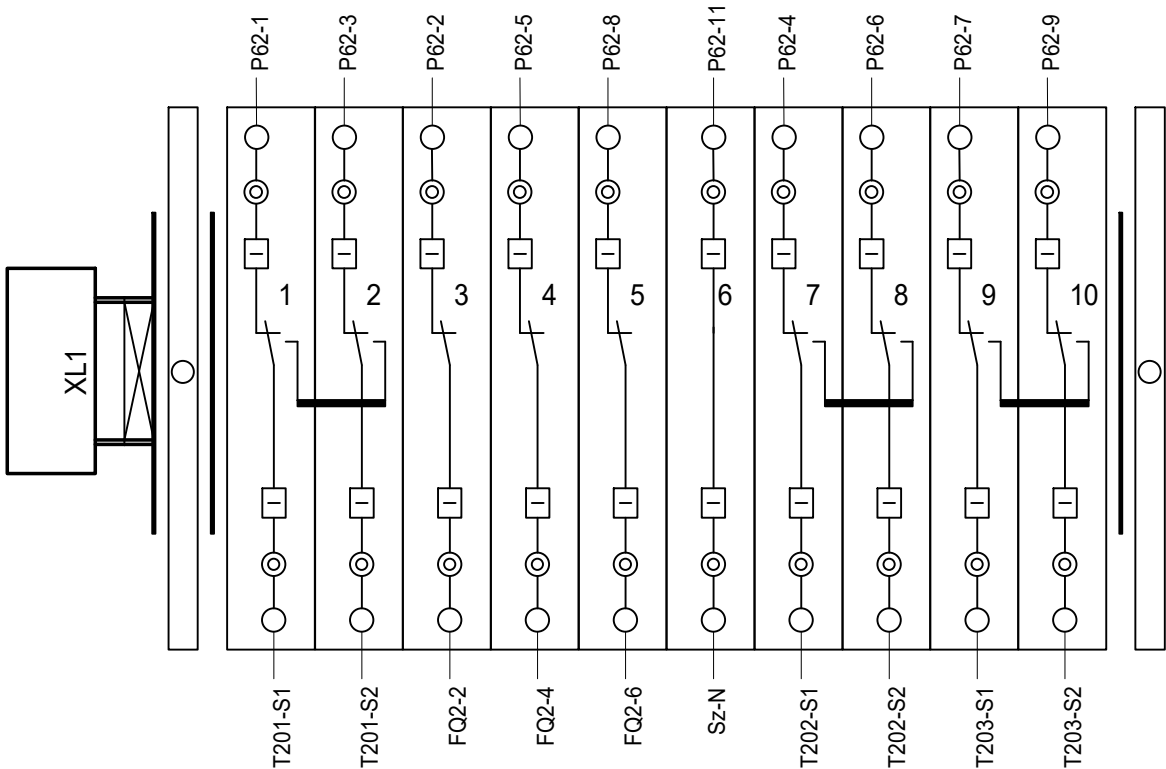 P62-1
P62-3
P62-2
P62-5
P62-8
P62-11
P62-4
P62-6
P62-7
P62-9
XL1
1
2
3
4
5
6
7
8
9
10
T201-S1
T201-S2
FQ2-2
FQ2-4
FQ2-6
Sz-N
T202-S1
T202-S2
T203-S1
T203-S2